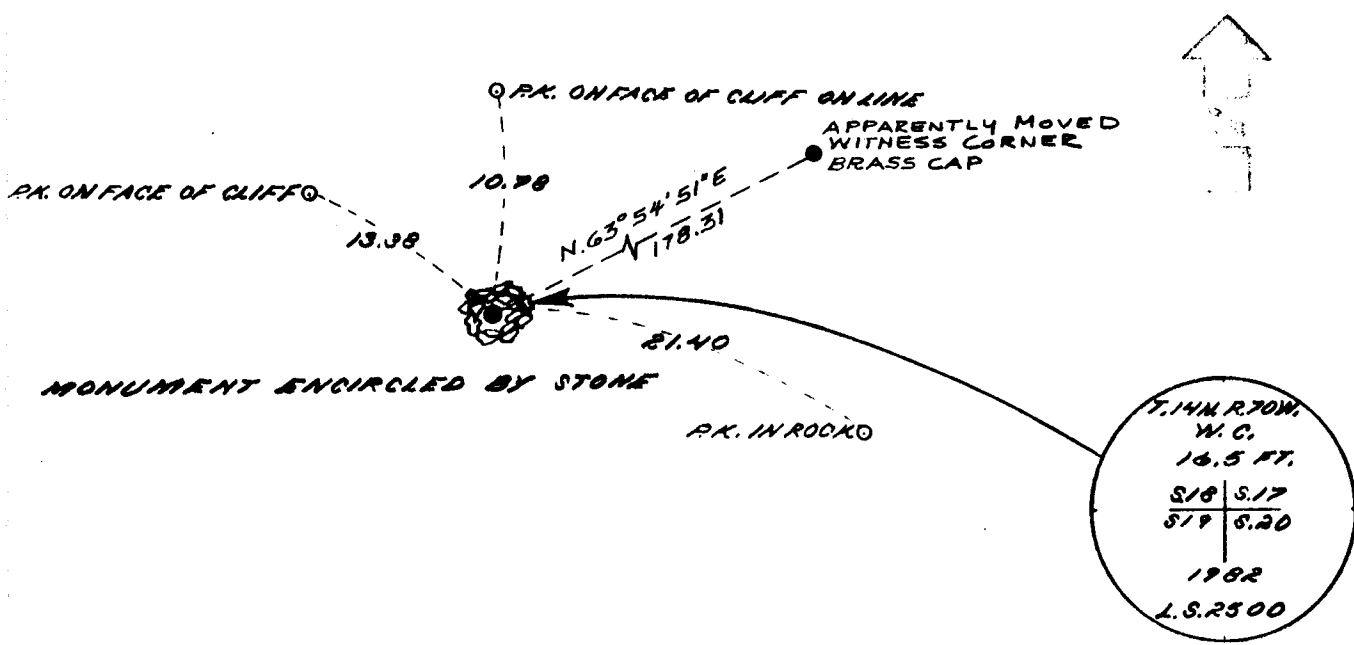 P.K. ON FACE OF CLIFF ON LINE
APPARENTLY MOVED
WITNESS CORNER
BRASS CAP
P.K. ON FACE OF CLIFF
10.98
13.38
N. 63° 54' 51" E
178.31
21.40
MONUMENT ENCIRCLED BY STONE
P.K. IN ROCK
T.14N. R.70W.
W. C.
16.5 FT.
S.18 S.17
S19 S.20
1982
L.S.2500